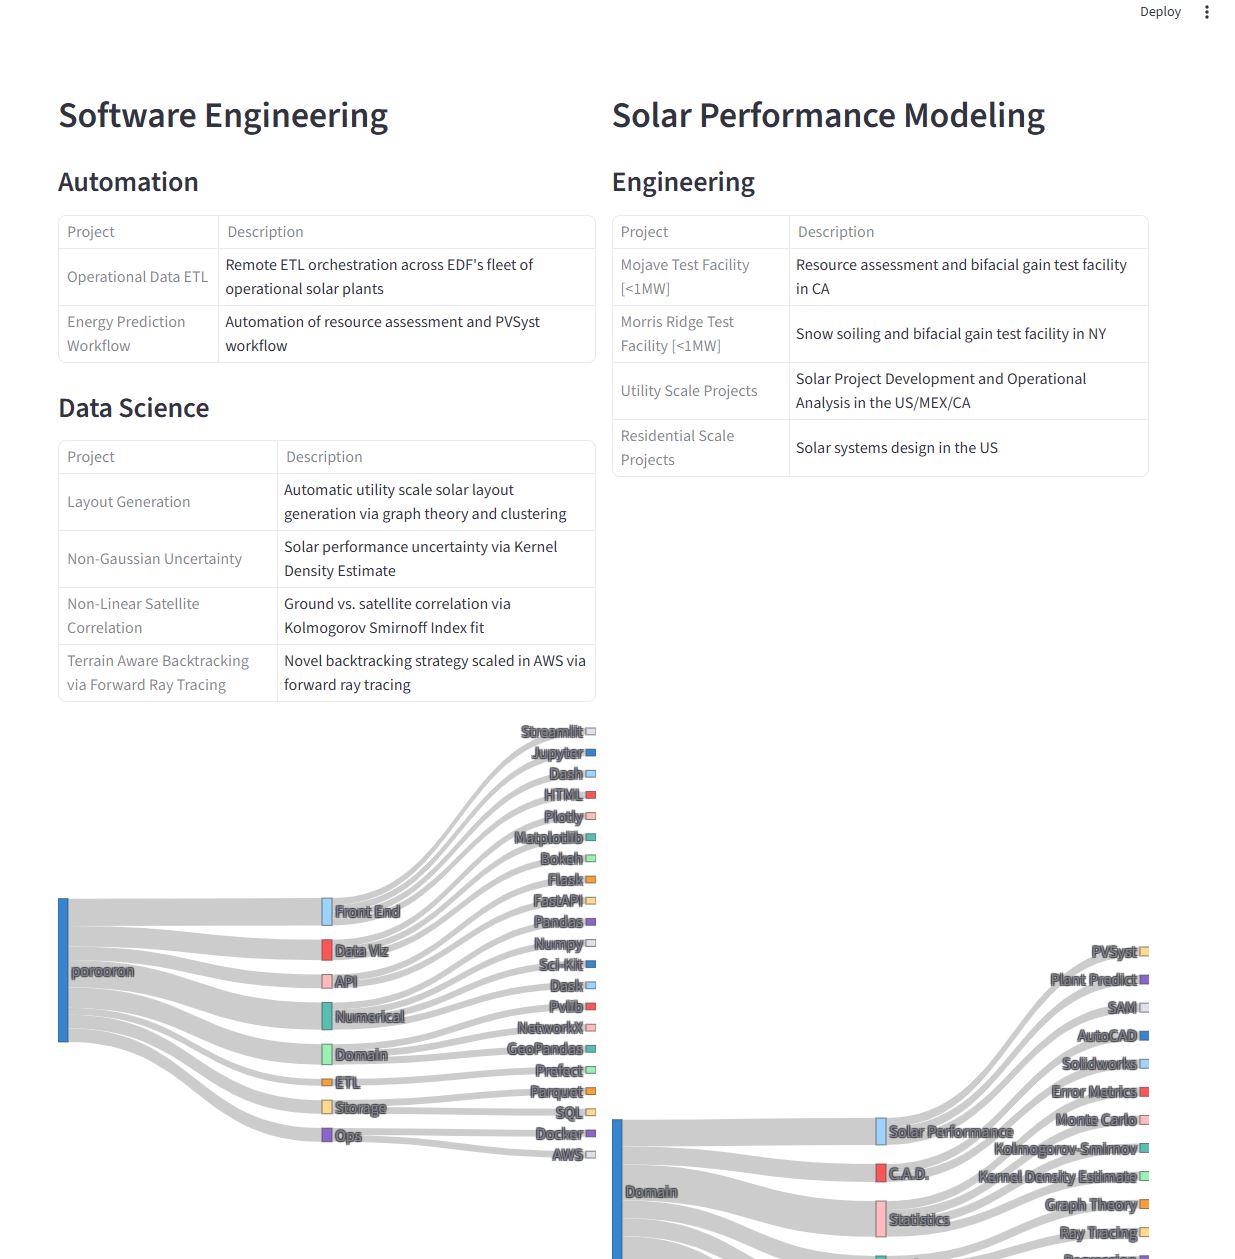 Deploy
Software Engineering
Automation
Project Description
Operational Data ETL
Remote ETL orchestration across EDF's fleet of
operational solar plants
Energy Prediction
Workflow
Automation of resource assessment and PVSyst
workflow
Data Science
Project Description
Layout Generation
Automatic utility scale solar layout
generation via graph theory and clustering
Non-Gaussian Uncertainty
Solar performance uncertainty via Kernel
Density Estimate
Non-Linear Satellite
Correlation
Ground vs. satellite correlation via
Kolmogorov Smirnoff Index fit
Terrain Aware Backtracking
via Forward Ray Tracing
Novel backtracking strategy scaled in AWS via
forward ray tracing
porooron
Front End
Data Viz
API
Numerical
Domain
ETL
Storage
Ops
Streamlit
Jupyter
Dash
HTML
Plotly
Matplotlib
Bokeh
Flask
FastAPI
Pandas
Numpy
Sci-Kit
Dask
Pvlib
NetworkX
GeoPandas
Prefect
Parquet
SQL
Docker
AWS
Solar Performance Modeling
Engineering
Project Description
Mojave Test Facility
[<1MW]
Resource assessment and bifacial gain test facility
in CA
Morris Ridge Test
Facility [<1MW]
Snow soiling and bifacial gain test facility in NY
Utility Scale Projects
Solar Project Development and Operational
Analysis in the US/MEX/CA
Residential Scale
Projects
Solar systems design in the US
Domain
Solar Performance
C.A.D.
Statistics
PVSyst
Plant Predict
SAM
AutoCAD
Solidworks
Error Metrics
Monte Carlo
Kolmogorov-Smirnov
Kernel Density Estimate
Graph Theory
Ray Tracing